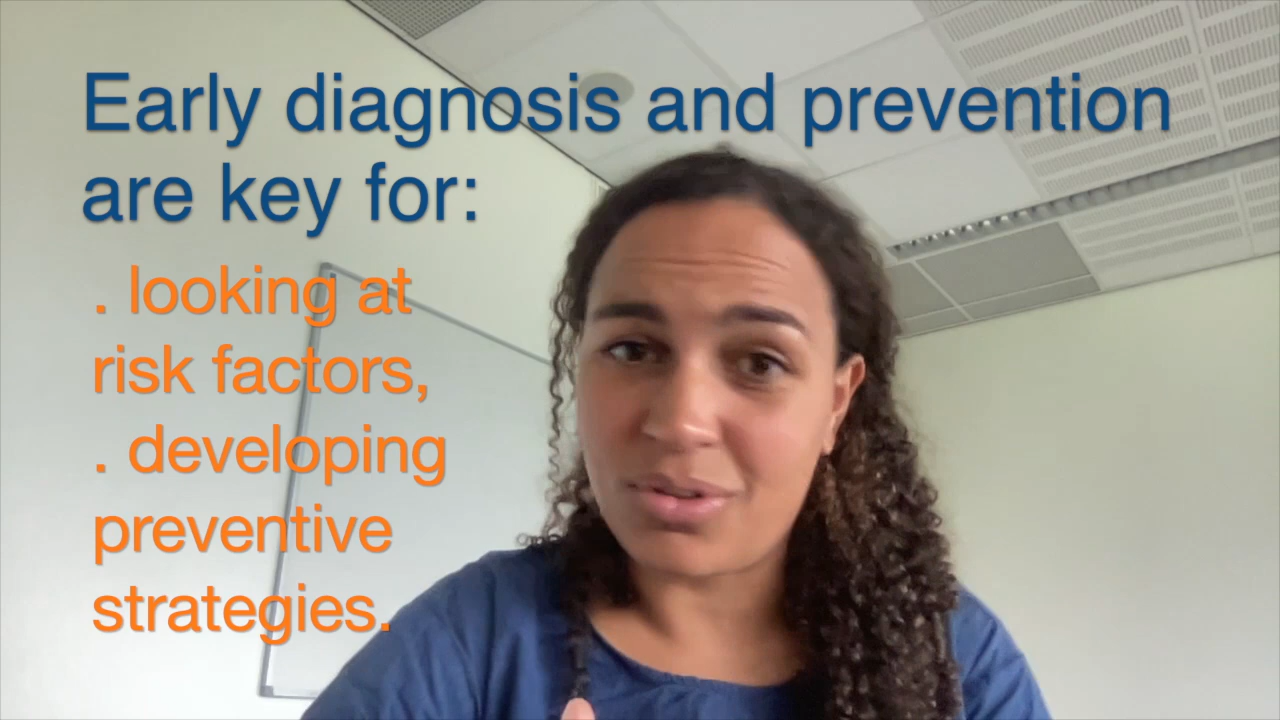 Early diagnosis and prevention
are key for:
. looking at
risk factors,
. developing
preventive
strategies.